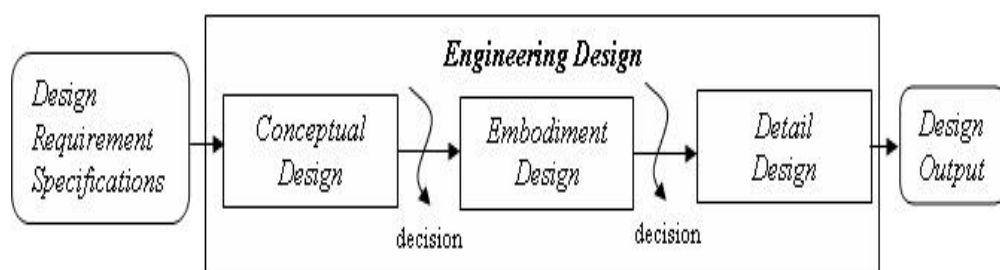 Engineering Design
Design
Requirement
Specifications
Conceptual
Design
decision
Embodiment
Design
decision
Detail
Design
Design
Output